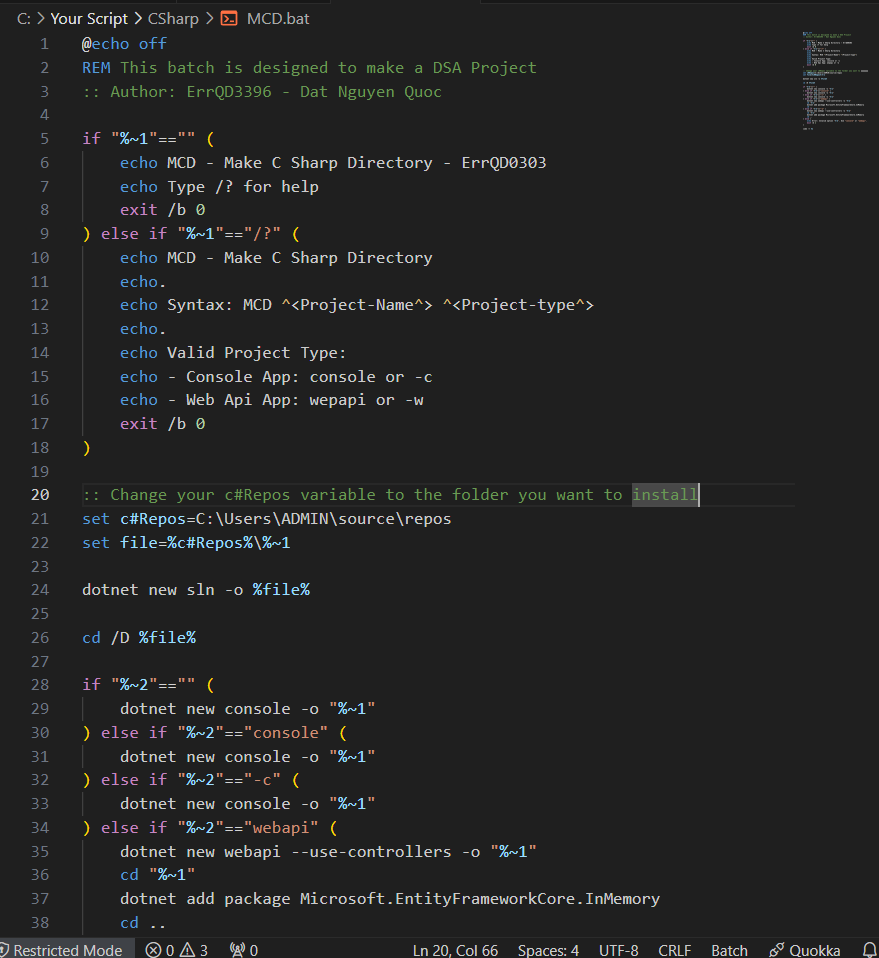 C: > Your Script > CSharp > MCD.bat
1 @echo off
2 REM This batch is designed to make a DSA Project
3 :: Author: ErrQD3396 - Dat Nguyen Quoc
4
5 if "%~1"=="" (
6 echo MCD - Make C Sharp Directory - ErrQD0303
7 echo Type /? for help
8 exit /b 0
9 ) else if "%~1"=="/?" (
10 echo MCD - Make C Sharp Directory
11 echo.
12 echo Syntax: MCD ^<Project-Name^> ^<Project-type^>
13 echo.
14 echo Valid Project Type:
15 echo - Console App: console or -c
16 echo - Web Api App: wepapi or -w
17 exit /b 0
18 )
19
20 :: Change your c#Repos variable to the folder you want to install
21 set c#Repos=C:\Users\ADMIN\source\repos
22 set file=%c#Repos%\%~1
23
24 dotnet new sln -o %file%
25
26 cd /D %file%
27
28 if "%~2"=="" (
29 dotnet new console -o "%~1"
30 ) else if "%~2"=="console" (
31 dotnet new console -o "%~1"
32 ) else if "%~2"=="-c" (
33 dotnet new console -o "%~1"
34 ) else if "%~2"=="webapi" (
35 dotnet new webapi --use-controllers -o "%~1"
36 cd "%~1"
37 dotnet add package Microsoft.EntityFrameworkCore.InMemory
38 cd ..
Restricted Mode 0 3 0 Ln 20, Col 66 Spaces: 4 UTF-8 CRLF Batch Quokka